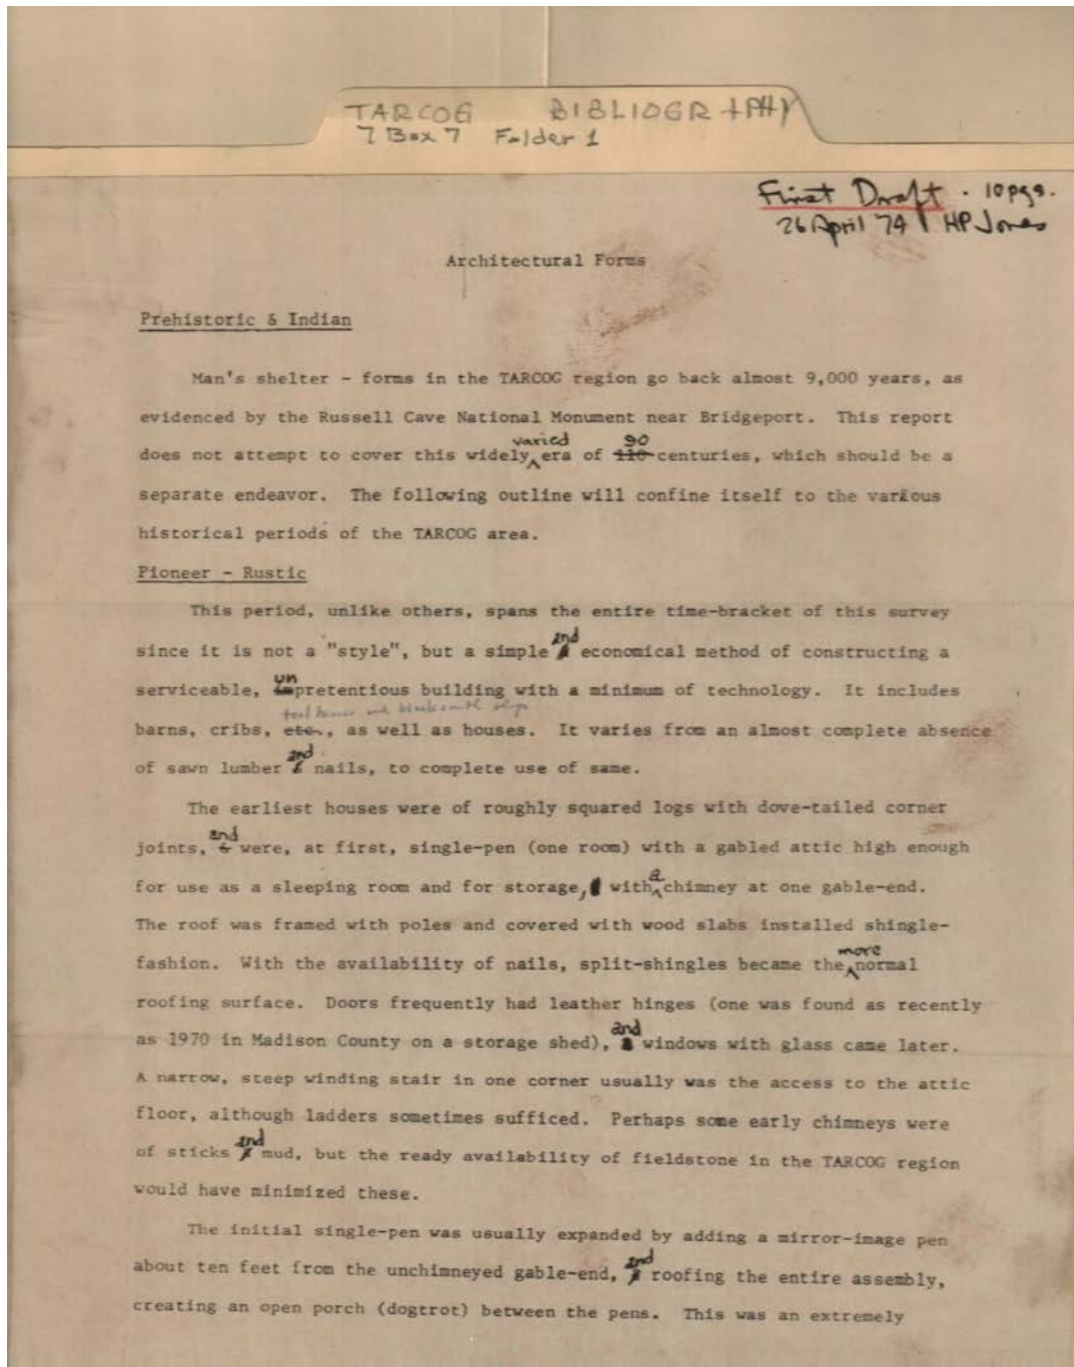 TARCOG BIBLIOGRAPHY
7 Box 7 Folder 1
First Draft . 10 pgs.
26 April 74 HP Jones
Architectural Forms
Prehistoric & Indian
Man's shelter - forms in the TARCOG region go back almost 9,000 years, as
evidenced by the Russell Cave National Monument near Bridgeport. This report
does not attempt to cover this widely varied era of 90 centuries, which should be a
separate endeavor. The following outline will confine itself to the various
historical periods of the TARCOG area.
Pioneer - Rustic
This period, unlike others, spans the entire time-bracket of this survey
since it is not a "style", but a simple and economical method of constructing a
serviceable, unpretentious building with a minimum of technology. It includes
tool houses and blacksmith shops
barns, cribs, etc., as well as houses. It varies from an almost complete absence
of sawn lumber and nails, to complete use of same.
The earliest houses were of roughly squared logs with dove-tailed corner
joints, and were, at first, single-pen (one room) with a gabled attic high enough
for use as a sleeping room and for storage, with a chimney at one gable-end.
The roof was framed with poles and covered with wood slabs installed shingle-
fashion. With the availability of nails, split-shingles became the more normal
roofing surface. Doors frequently had leather hinges (one was found as recently
as 1970 in Madison County on a storage shed), and windows with glass came later.
A narrow, steep winding stair in one corner usually was the access to the attic
floor, although ladders sometimes sufficed. Perhaps some early chimneys were
of sticks and mud, but the ready availability of fieldstone in the TARCOG region
would have minimized these.
The initial single-pen was usually expanded by adding a mirror-image pen
about ten feet from the unchimneyed gable-end, and roofing the entire assembly,
creating an open porch (dogtrot) between the pens. This was an extremely